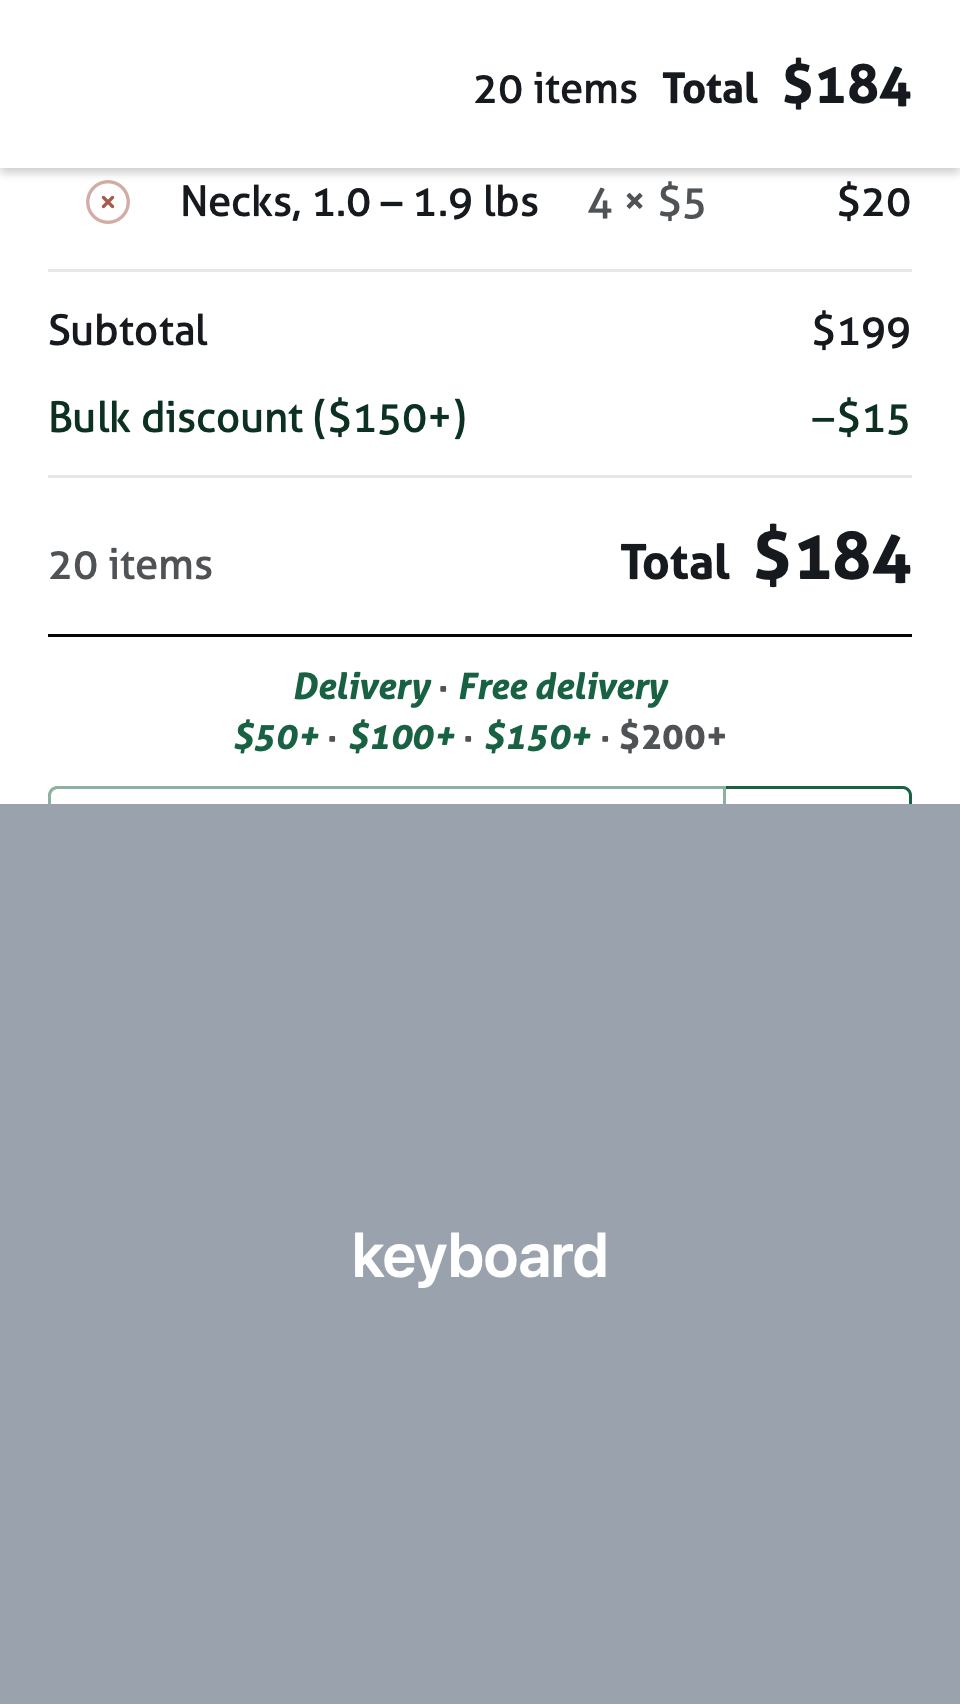 20 items Total $184
× Necks, 1.0 – 1.9 lbs 4 × $5 $20
Subtotal $199
Bulk discount ($150+) –$15
20 items Total $184
Delivery · Free delivery
$50+ · $100+ · $150+ · $200+
keyboard